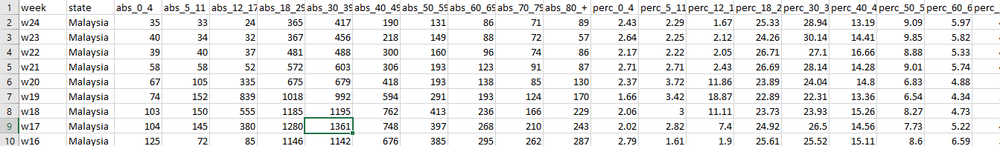 1 week state abs_0_4 abs_5_11 abs_12_17 abs_18_29 abs_30_39 abs_40_49 abs_50_59 abs_60_69 abs_70_79 abs_80_+ perc_0_4 perc_5_11 perc_12_1 perc_18_2 perc_30_3 perc_40_4 perc_50_5 perc_60_6 perc_
2 w24 Malaysia 35 33 24 365 417 190 131 86 71 89 2.43 2.29 1.67 25.33 28.94 13.19 9.09 5.97
3 w23 Malaysia 40 34 32 367 456 218 149 88 72 57 2.64 2.25 2.12 24.26 30.14 14.41 9.85 5.82
4 w22 Malaysia 39 40 37 481 488 300 160 96 74 86 2.17 2.22 2.05 26.71 27.1 16.66 8.88 5.33
5 w21 Malaysia 58 58 52 572 603 306 193 123 91 87 2.71 2.71 2.43 26.69 28.14 14.28 9.01 5.74
6 w20 Malaysia 67 105 335 675 679 418 193 138 85 130 2.37 3.72 11.86 23.89 24.04 14.8 6.83 4.88
7 w19 Malaysia 74 152 839 1018 992 594 291 193 124 170 1.66 3.42 18.87 22.89 22.31 13.36 6.54 4.34
8 w18 Malaysia 103 150 555 1185 1195 762 413 236 166 229 2.06 3 11.11 23.73 23.93 15.26 8.27 4.73
9 w17 Malaysia 104 145 380 1280 1361 748 397 268 210 243 2.02 2.82 7.4 24.92 26.5 14.56 7.73 5.22
10 w16 Malaysia 125 72 85 1146 1142 676 385 295 262 287 2.79 1.61 1.9 25.61 25.52 15.11 8.6 6.59